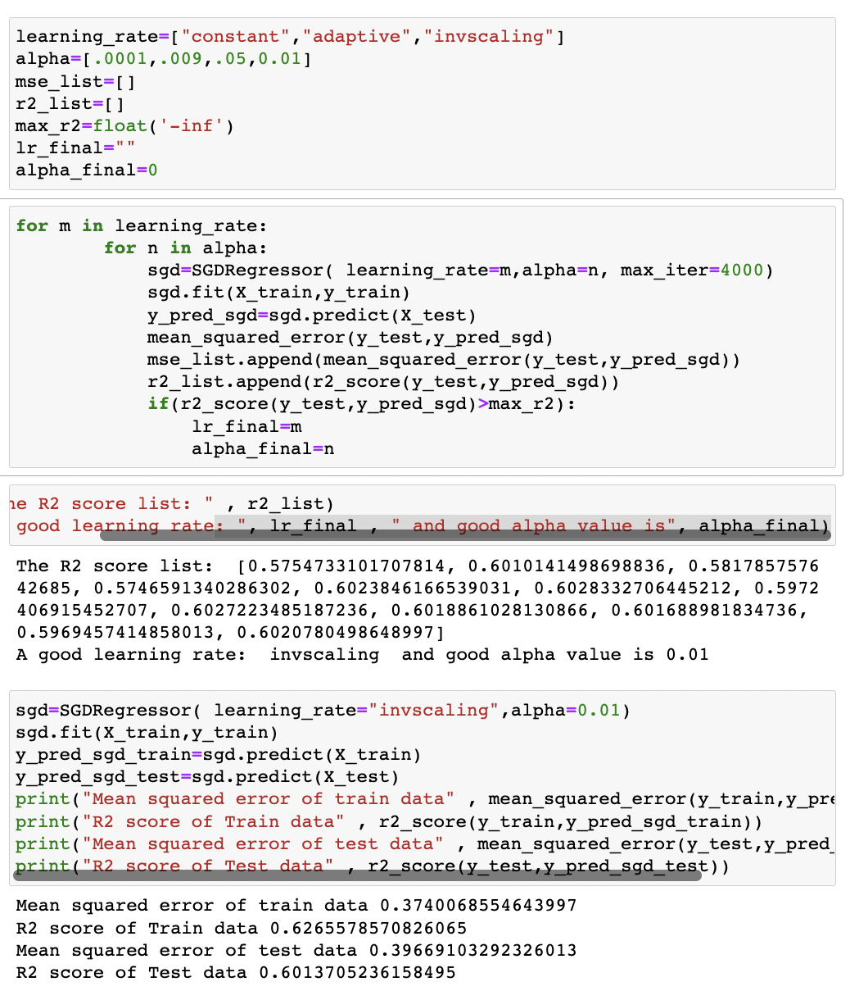 learning_rate=["constant","adaptive","invscaling"]
alpha=[.0001,.009,.05,0.01]
mse_list=[]
r2_list=[]
max_r2=float('-inf')
lr_final=""
alpha_final=0
for m in learning_rate:
        for n in alpha:
            sgd=SGDRegressor( learning_rate=m,alpha=n, max_iter=4000)
            sgd.fit(X_train,y_train)
            y_pred_sgd=sgd.predict(X_test)
            mean_squared_error(y_test,y_pred_sgd)
            mse_list.append(mean_squared_error(y_test,y_pred_sgd))
            r2_list.append(r2_score(y_test,y_pred_sgd))
            if(r2_score(y_test,y_pred_sgd)>max_r2):
                lr_final=m
                alpha_final=n
he R2 score list: " , r2_list)
good learning rate: ", lr_final , " and good alpha value is", alpha_final)
The R2 score list:  [0.5754733101707814, 0.6010141498698836, 0.5817857576
42685, 0.5746591340286302, 0.6023846166539031, 0.6028332706445212, 0.5972
406915452707, 0.6027223485187236, 0.6018861028130866, 0.601688981834736,
0.5969457414858013, 0.6020780498648997]
A good learning rate:  invscaling  and good alpha value is 0.01
sgd=SGDRegressor( learning_rate="invscaling",alpha=0.01)
sgd.fit(X_train,y_train)
y_pred_sgd_train=sgd.predict(X_train)
y_pred_sgd_test=sgd.predict(X_test)
print("Mean squared error of train data" , mean_squared_error(y_train,y_pre
print("R2 score of Train data" , r2_score(y_train,y_pred_sgd_train))
print("Mean squared error of test data" , mean_squared_error(y_test,y_pred_
print("R2 score of Test data" , r2_score(y_test,y_pred_sgd_test))
Mean squared error of train data 0.3740068554643997
R2 score of Train data 0.6265578570826065
Mean squared error of test data 0.39669103292326013
R2 score of Test data 0.6013705236158495